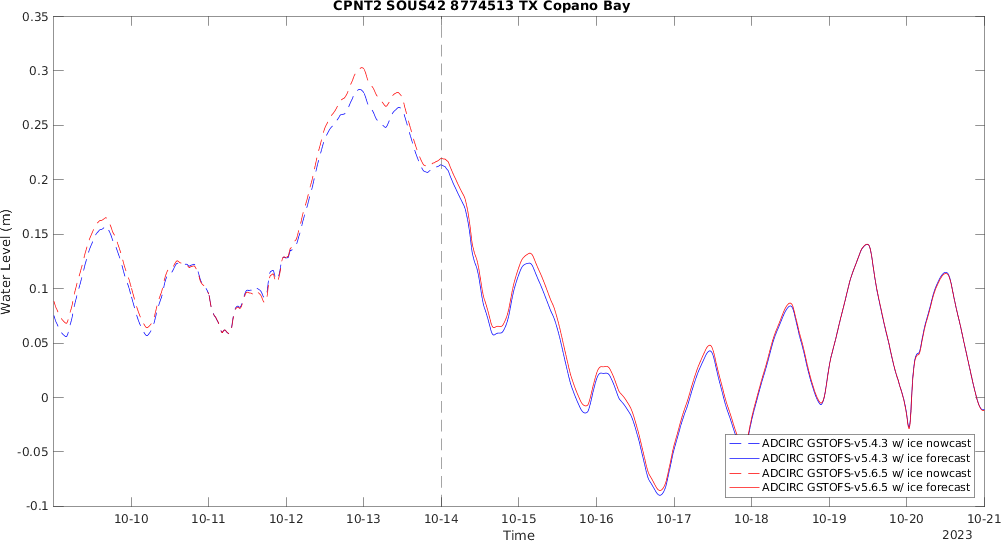 CPNT2 SOUS42 8774513 TX Copano Bay
0.35
0.3
0.25
0.2
0.15
0.1
0.05
0
-0.05
-0.1
Water Level (m)
10-10 10-11 10-12 10-13 10-14 10-15 10-16 10-17 10-18 10-19 10-20 10-21
Time
2023
ADCIRC GSTOFS-v5.4.3 w/ ice nowcast
ADCIRC GSTOFS-v5.4.3 w/ ice forecast
ADCIRC GSTOFS-v5.6.5 w/ ice nowcast
ADCIRC GSTOFS-v5.6.5 w/ ice forecast